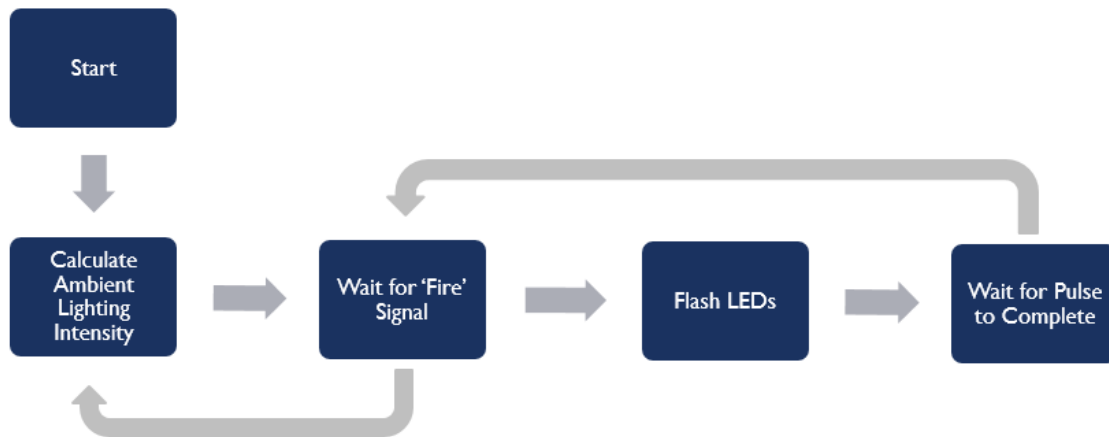 Start
Calculate
Ambient
Lighting
Intensity
Wait for ‘Fire’
Signal
Flash LEDs
Wait for Pulse
to Complete